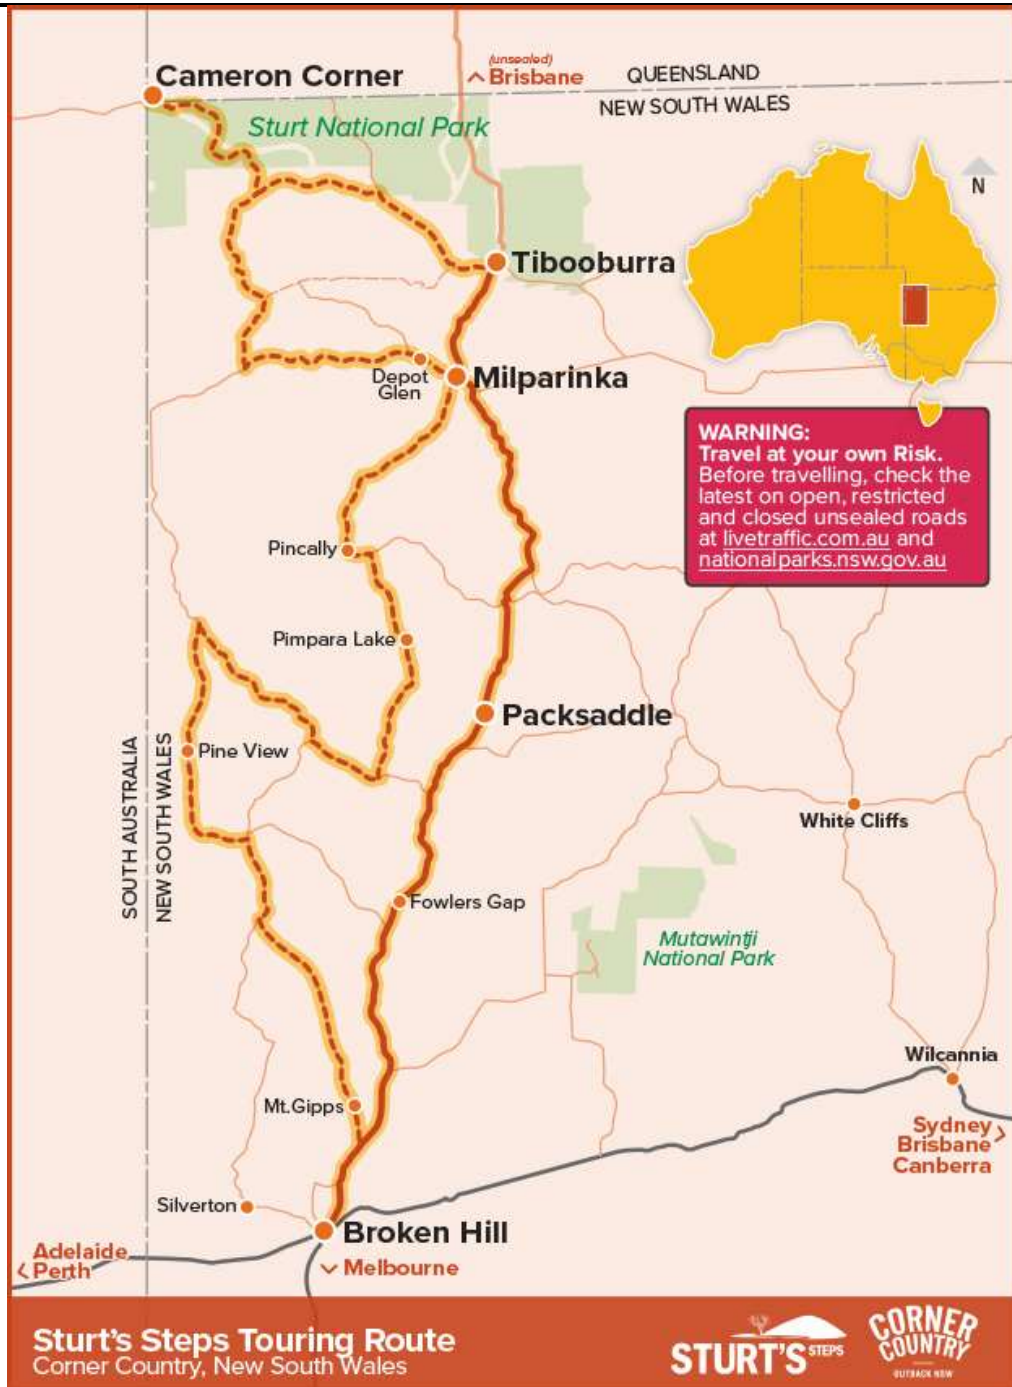 (unsealed)
Brisbane
QUEENSLAND
NEW SOUTH WALES
Cameron Corner
Sturt National Park
N
Tibooburra
Depot
Glen
Milparinka
WARNING:
Travel at your own Risk.
Before travelling, check the
latest on open, restricted
and closed unsealed roads
at livetraffic.com.au and
nationalparks.nsw.gov.au
Pincally
Pimpara Lake
Packsaddle
Pine View
SOUTH AUSTRALIA
NEW SOUTH WALES
White Cliffs
Fowlers Gap
Mutawintji
National Park
Wilcannia
Mt.Gipps
Sydney
Brisbane
Canberra
Silverton
Broken Hill
Adelaide
Perth
Melbourne
Sturt's Steps Touring Route
Corner Country, New South Wales
STURT'S STEPS
CORNER
COUNTRY
OUTBACK NSW